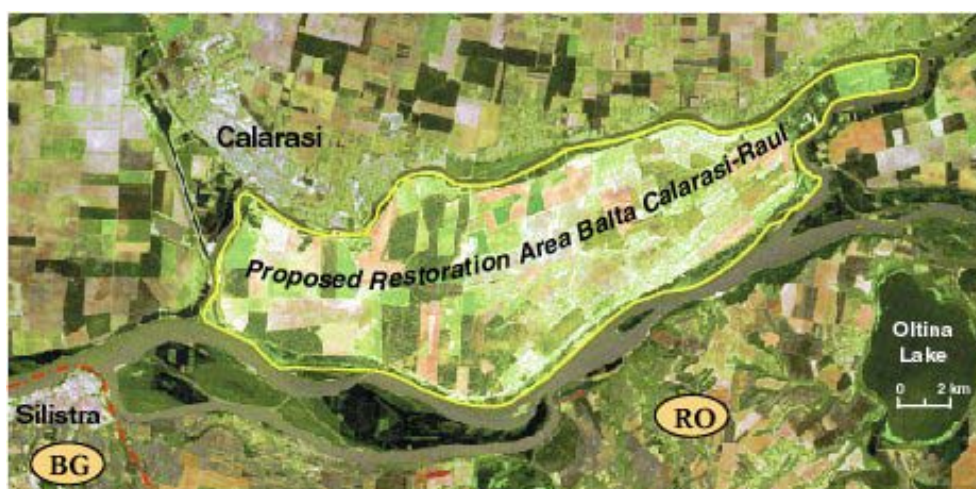 Calarasi
Proposed Restoration Area Balta Calarasi-Raul
Oltina
Lake
0 2 km
Silistra
RO
BG